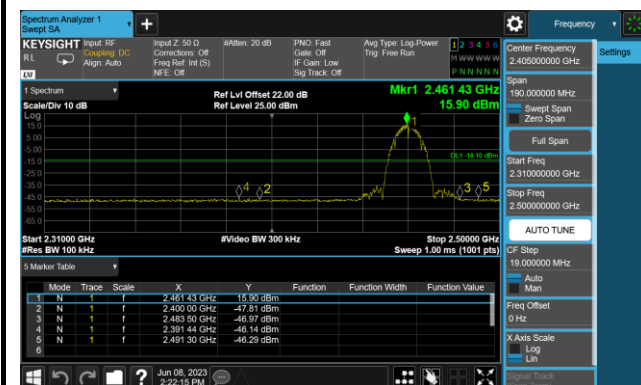 Spectrum Analyzer 1
Swept SA
+
Frequency
KEYSIGHT Input: RF Input Z: 50 Ω #Atten: 20 dB PNO: Fast Avg Type: Log-Power 1 2 3 4 5 6
RL Coupling: DC Corrections: Off Gate: Off Trig: Free Run M W W W W W
Align: Auto Freq Ref: Int (S) IF Gain: Low
NFE: Off Sig Track: Off P N N N N N
Center Frequency
2.405000000 GHz
Settings
1 Spectrum Ref Lvl Offset 22.00 dB Mkr1 2.461 43 GHz
Scale/Div 10 dB Ref Level 25.00 dBm 15.90 dBm
Span
190.000000 MHz
Swept Span
Zero Span
Full Span
Start Freq
2.310000000 GHz
Stop Freq
2.500000000 GHz
AUTO TUNE
CF Step
19.000000 MHz
Auto
Man
Freq Offset
0 Hz
X Axis Scale
Log
Lin
Signal Track
Log
15.0
5.00
-5.00
-15.0
-25.0
-35.0
-45.0
-55.0
-65.0
1
DL1 -14.10 dBm
4 2 3 5
Start 2.31000 GHz #Video BW 300 kHz Stop 2.50000 GHz
#Res BW 100 kHz Sweep 1.00 ms (1001 pts)
5 Marker Table
Mode Trace Scale X Y Function Function Width Function Value
1 N 1 f 2.461 43 GHz 15.90 dBm
2 N 1 f 2.400 00 GHz -47.81 dBm
3 N 1 f 2.483 50 GHz -46.97 dBm
4 N 1 f 2.391 44 GHz -46.14 dBm
5 N 1 f 2.491 30 GHz -46.29 dBm
6
? Jun 08, 2023
2:22:15 PM